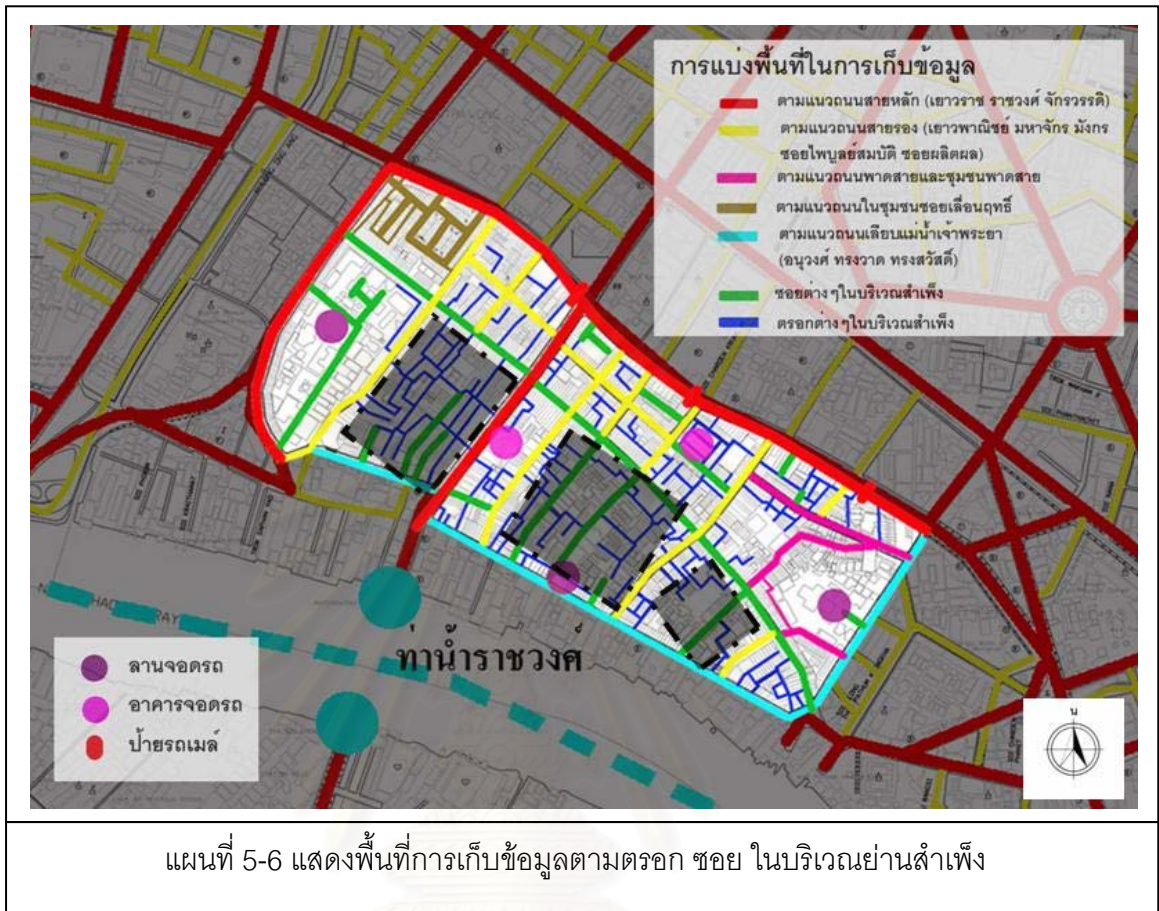 การแบ่งพื้นที่ในการเก็บข้อมูล
ตามแนวถนนสายหลัก (เยาวราช ราชวงศ์ จักรวรรดิ)
ตามแนวถนนสายรอง (เยาวพาณิชย์ มหาจักร มังกร
ซอยไพบูลย์สมบัติ ซอยผลิตผล)
ตามแนวถนนพาดสายและชุมชนพาดสาย
ตามแนวถนนในชุมชนซอยเลื่อนฤทธิ์
ตามแนวถนนเลียบแม่น้ำเจ้าพระยา
(อนุวงศ์ ทรงวาด ทรงสวัสดิ์)
ซอยต่างๆในบริเวณสำเพ็ง
ตรอกต่างๆในบริเวณสำเพ็ง
ท่าน้ำราชวงศ์
ลานจอดรถ
อาคารจอดรถ
ป้ายรถเมล์
น
แผนที่ 5-6 แสดงพื้นที่การเก็บข้อมูลตามตรอก ซอย ในบริเวณย่านสำเพ็ง